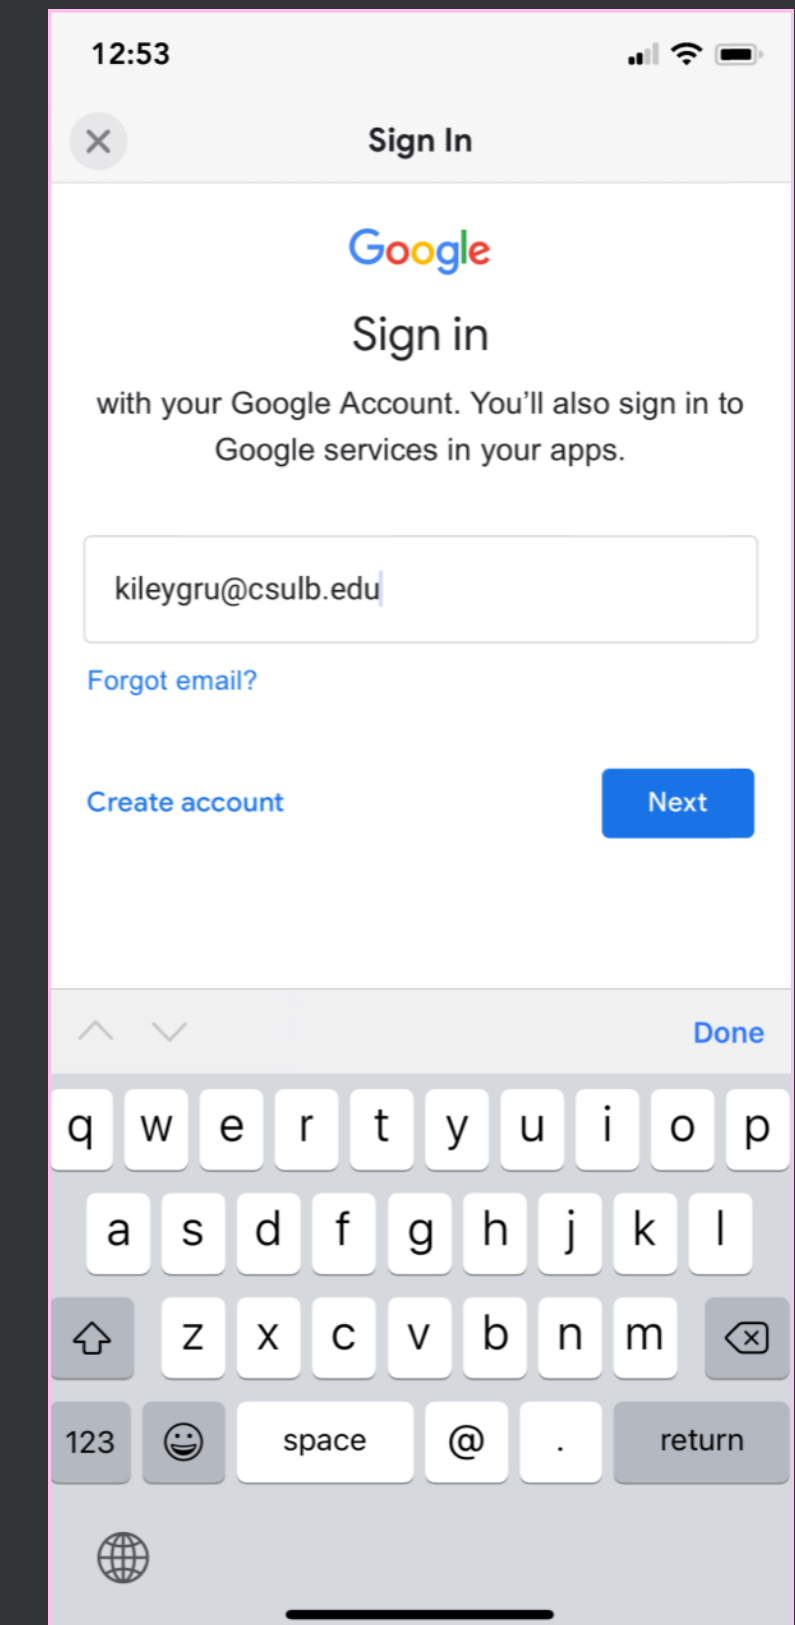 12:53
Sign In
Google
Sign in
with your Google Account. You’ll also sign in to
Google services in your apps.
kileygru@csulb.edu
Forgot email?
Create account
Next
Done
q w e r t y u i o p
a s d f g h j k l
z x c v b n m
123 space @ . return